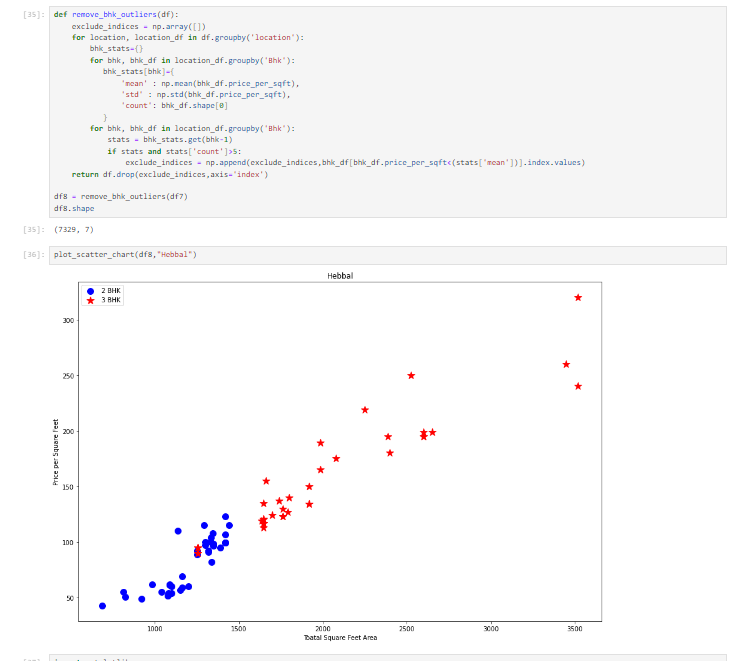 [35]: def remove_bhk_outliers(df):
exclude_indices = np.array([])
for location, location_df in df.groupby('location'):
bhk_stats={}
for bhk, bhk_df in location_df.groupby('Bhk'):
bhk_stats[bhk]={
'mean' : np.mean(bhk_df.price_per_sqft),
'std' : np.std(bhk_df.price_per_sqft),
'count': bhk_df.shape[0]
}
for bhk, bhk_df in location_df.groupby('Bhk'):
stats = bhk_stats.get(bhk-1)
if stats and stats['count']>5:
exclude_indices = np.append(exclude_indices,bhk_df[bhk_df.price_per_sqft<(stats['mean'])].index.values)
return df.drop(exclude_indices,axis='index')
df8 = remove_bhk_outliers(df7)
df8.shape
[35]: (7329, 7)
[36]: plot_scatter_chart(df8,"Hebbal")
Hebbal
2 BHK
3 BHK
300
250
200
150
100
50
Price per Square Feet
1000 1500 2000 2500 3000 3500
Toatal Square Feet Area